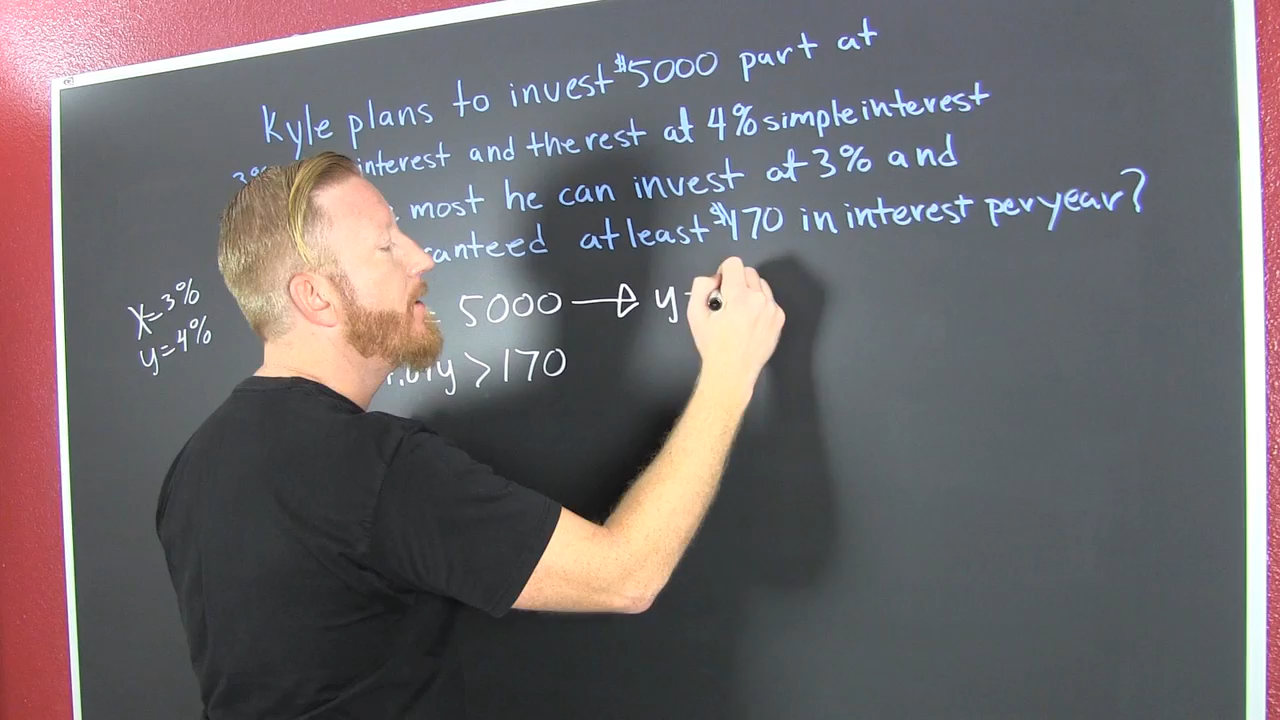 Kyle plans to invest $5000 part at
interest and the rest at 4% simple interest
most he can invest at 3% and
at least $170 in interest per year?
x=3%
y=4%
= 5000 → y=
y > 170